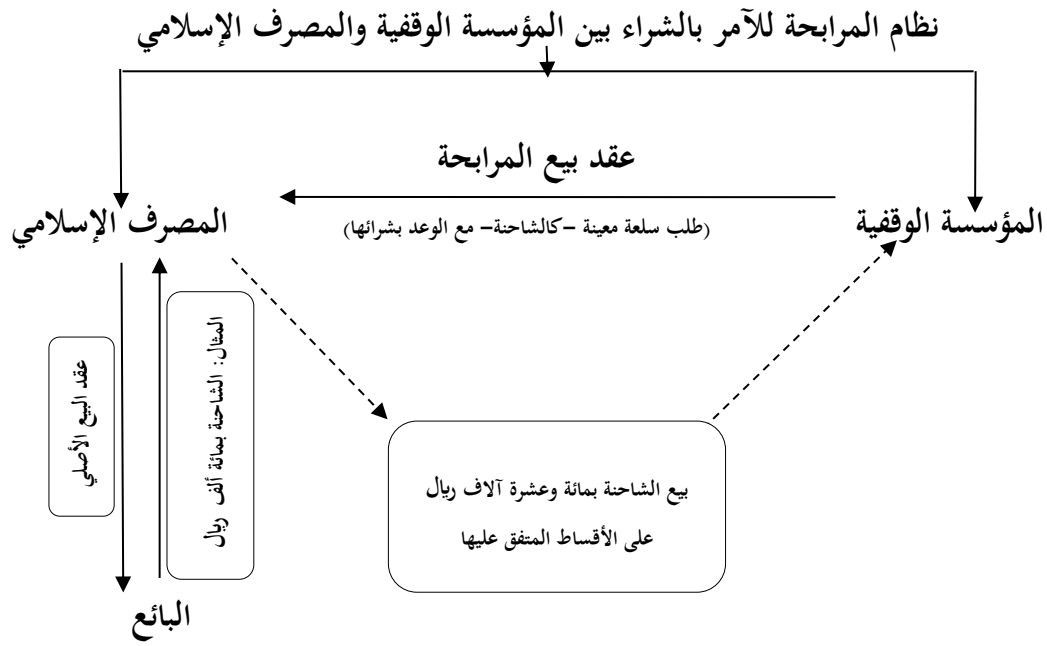 نظام المرابحة للآمر بالشراء بين المؤسسة الوقفية والمصرف الإسلامي
عقد بيع المرابحة
المؤسسة الوقفية
(طلب سلعة معينة –كالشاحنة– مع الوعد بشرائها)
المصرف الإسلامي
المثال: الشاحنة بمائة ألف ريال
عقد البيع الأصلي
بيع الشاحنة بمائة وعشرة آلاف ريال
على الأقساط المتفق عليها
البائع